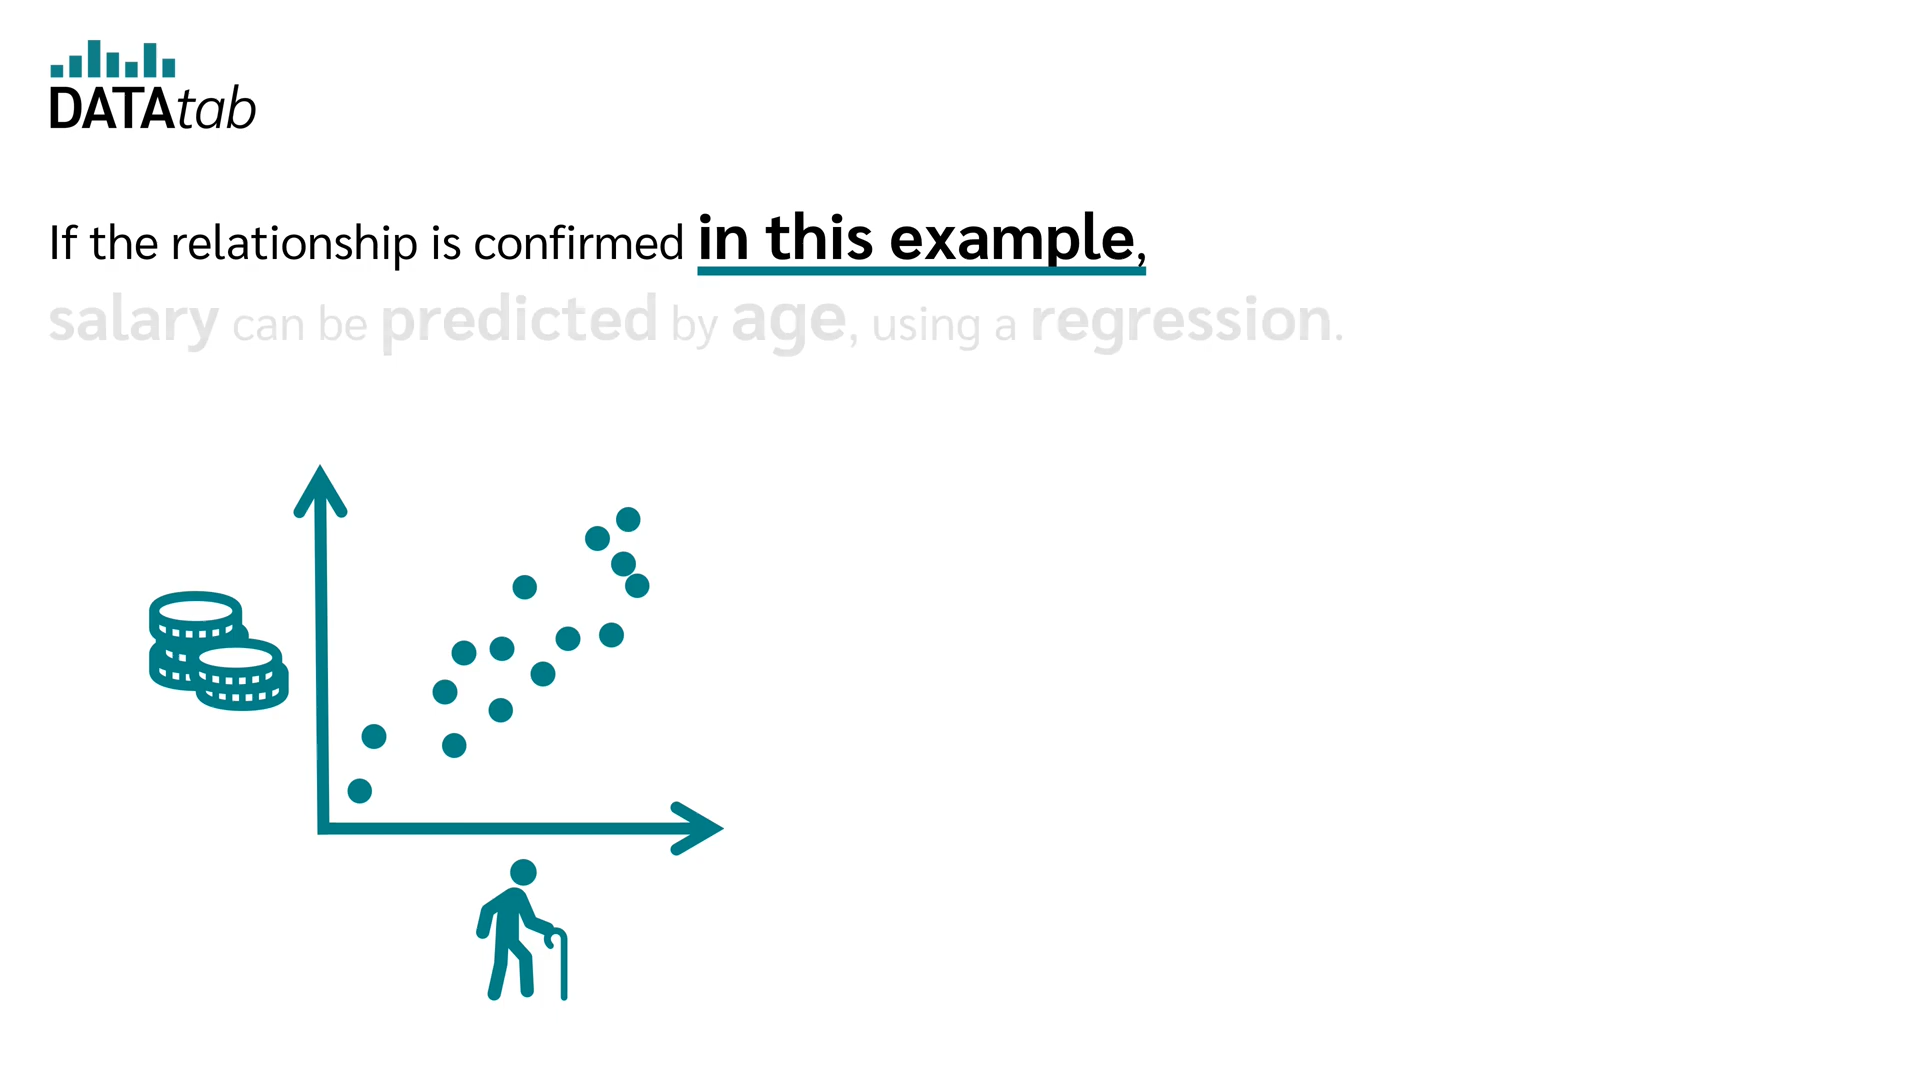 DATAtab
If the relationship is confirmed in this example,
salary can be predicted by age, using a regression.